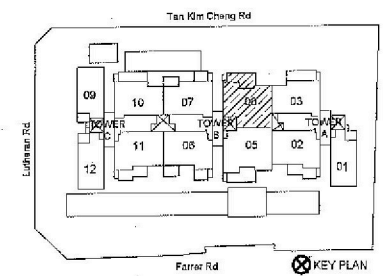 Tan Kim Cheng Rd
Lutheran Rd
09
10
07
03
TOWER
C
TOWER
B
TOWER
A
12
11
06
05
02
01
Farrer Rd
KEY PLAN